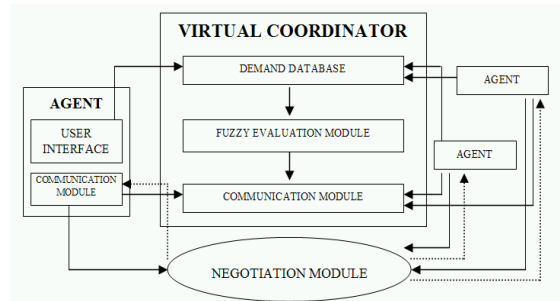 VIRTUAL COORDINATOR
DEMAND DATABASE
AGENT
AGENT
USER
INTERFACE
FUZZY EVALUATION MODULE
AGENT
COMMUNICATION
MODULE
COMMUNICATION MODULE
NEGOTIATION MODULE